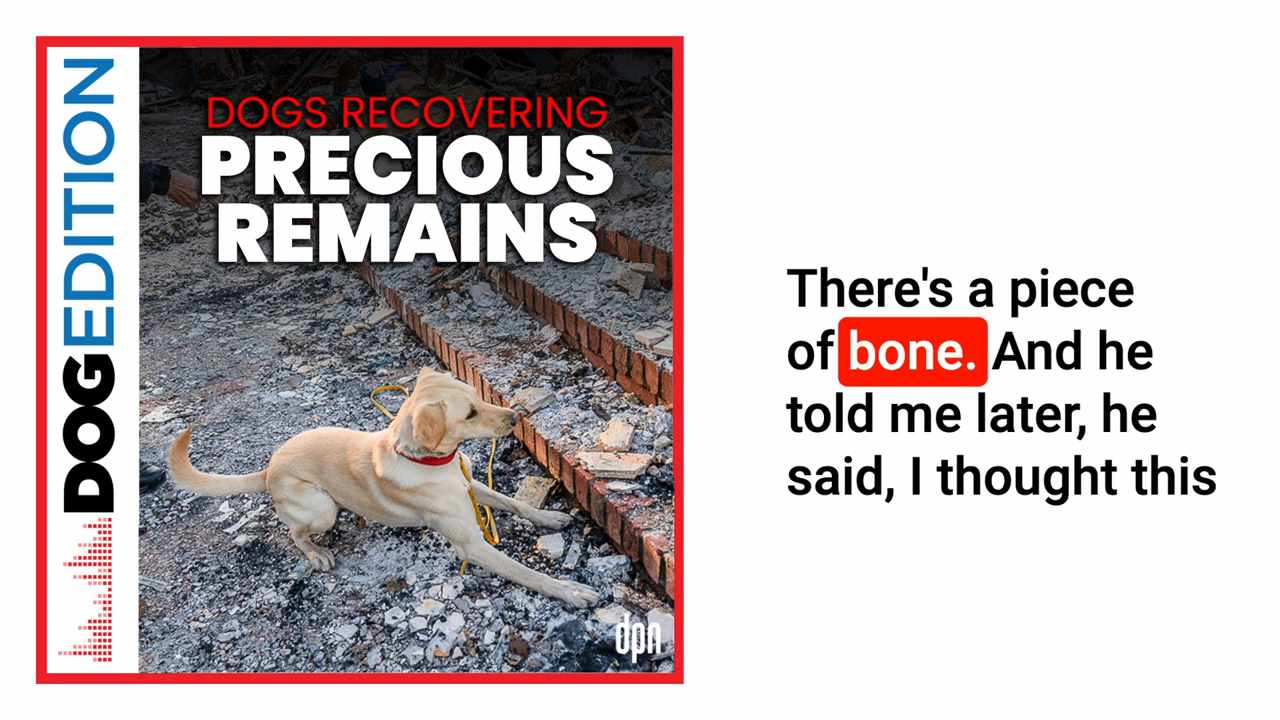 DOGEDITION
DOGS RECOVERING
PRECIOUS
REMAINS
dpn
There's a piece
of bone. And he
told me later, he
said, I thought this